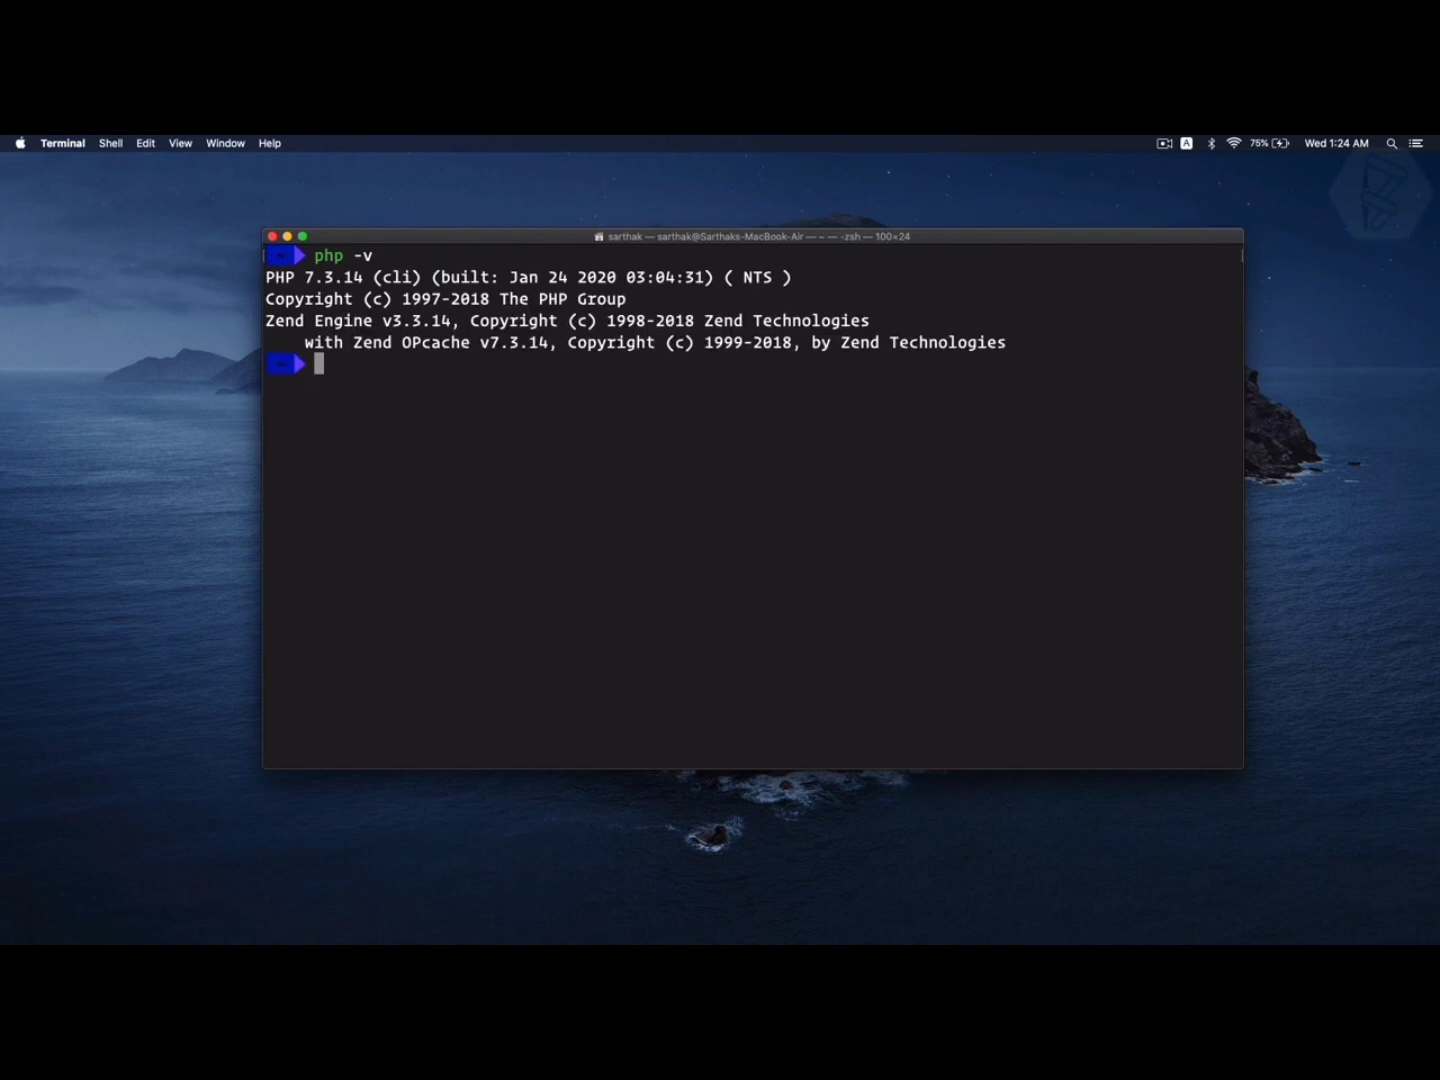 Terminal Shell Edit View Window Help
A 75% Wed 1:24 AM
sarthak — sarthak@Sarthaks-MacBook-Air — ~ — -zsh — 100×24
~ php -v
PHP 7.3.14 (cli) (built: Jan 24 2020 03:04:31) ( NTS )
Copyright (c) 1997-2018 The PHP Group
Zend Engine v3.3.14, Copyright (c) 1998-2018 Zend Technologies
with Zend OPcache v7.3.14, Copyright (c) 1999-2018, by Zend Technologies
~